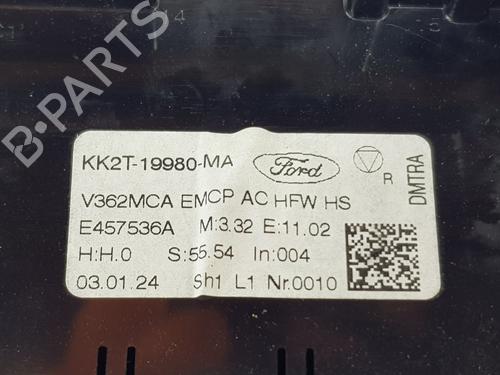 KK2T-19980-MA Ford R
DMTRA
V362MCA EMCP AC HFW HS
E457536A M:3.32 E:11.02
H:H.0 S:55.54 In:004
03.01.24 Sh1 L1 Nr.0010